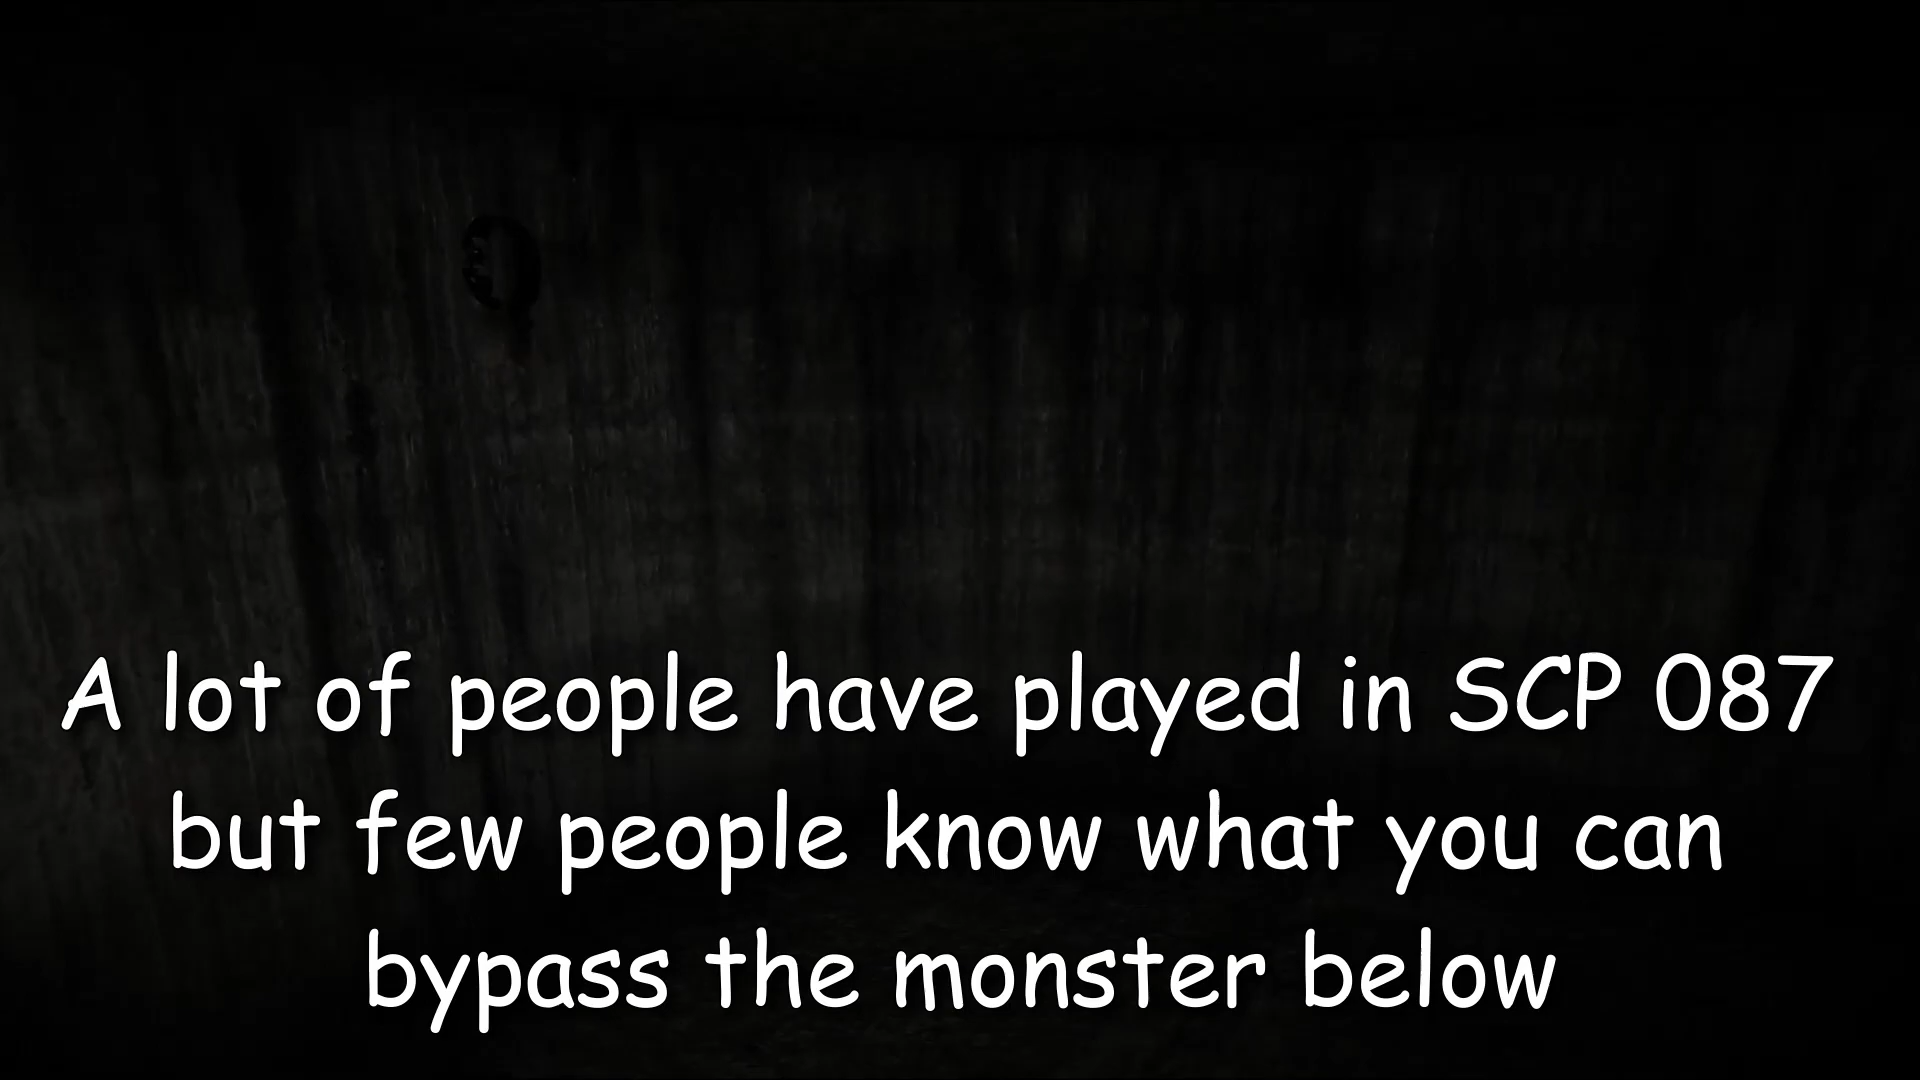 A lot of people have played in SCP 087
but few people know what you can
bypass the monster below